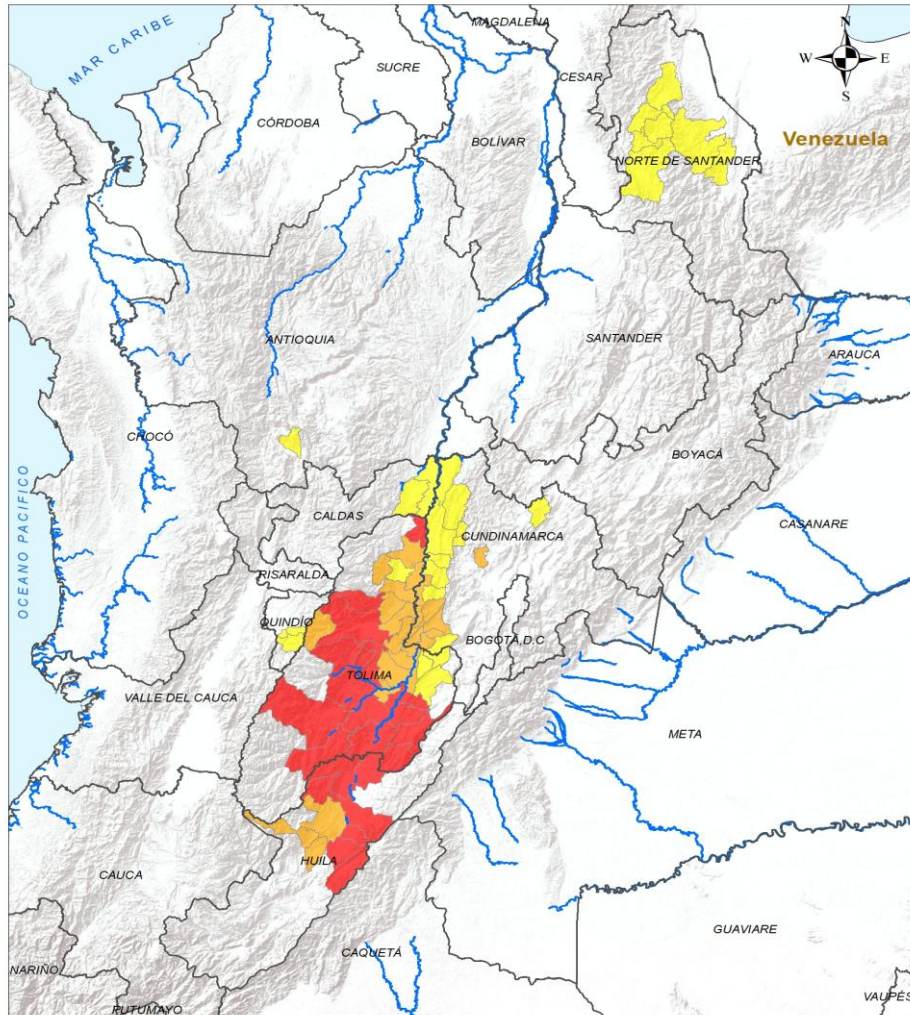 MAGDALENA
MAR CARIBE
N
W E
S
SUCRE
CESAR
CÓRDOBA
BOLÍVAR
Venezuela
NORTE DE SANTANDER
ANTIOQUIA
SANTANDER
ARAUCA
CHOCÓ
BOYACÁ
OCEANO PACIFICO
CALDAS
CUNDINAMARCA
CASANARE
RISARALDA
QUINDÍO
BOGOTÁ, D.C
TOLIMA
VALLE DEL CAUCA
META
HUILA
CAUCA
GUAVIARE
CAQUETÁ
NARIÑO
PUTUMAYO
VAUPÉS